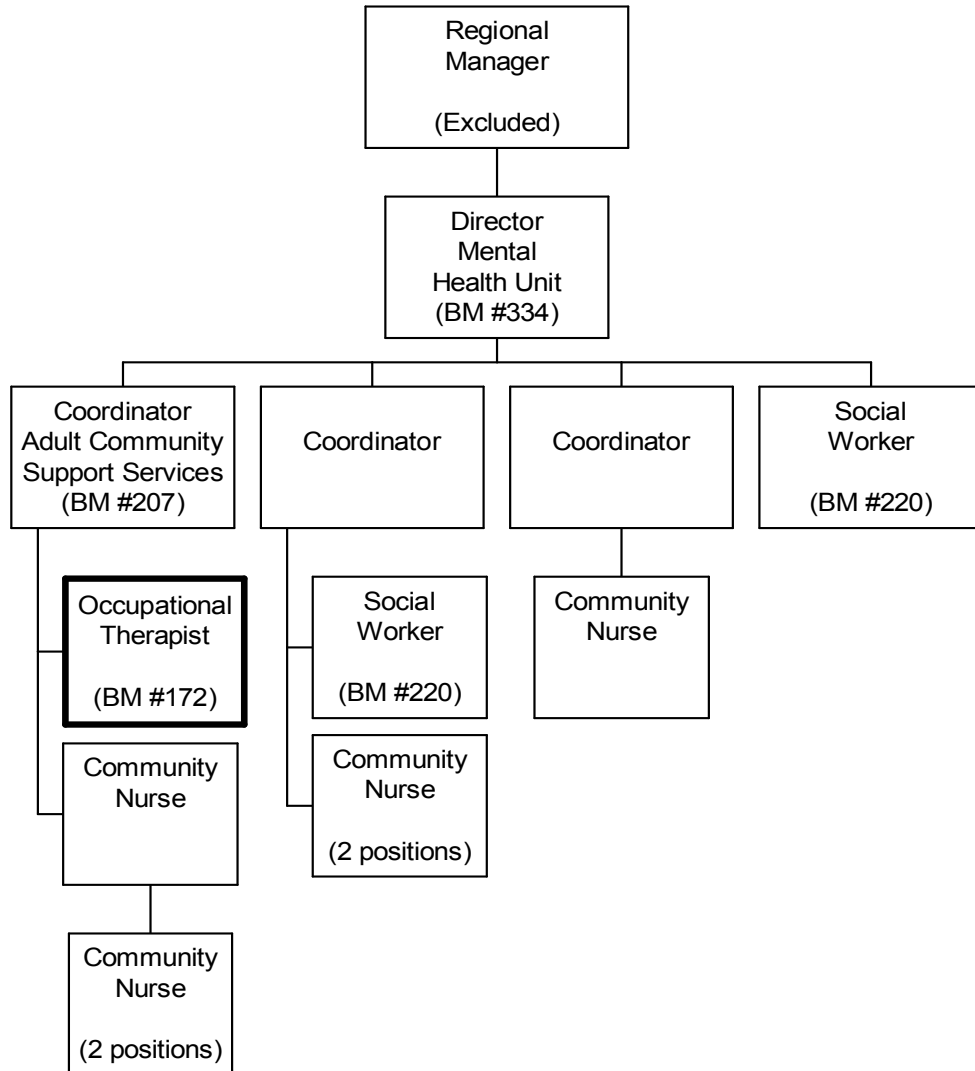 Regional
Manager
(Excluded)
Director
Mental
Health Unit
(BM #334)
Coordinator
Adult Community
Support Services
(BM #207)
Coordinator
Coordinator
Social
Worker
(BM #220)
Occupational
Therapist
(BM #172)
Social
Worker
(BM #220)
Community
Nurse
Community
Nurse
Community
Nurse
(2 positions)
Community
Nurse
(2 positions)